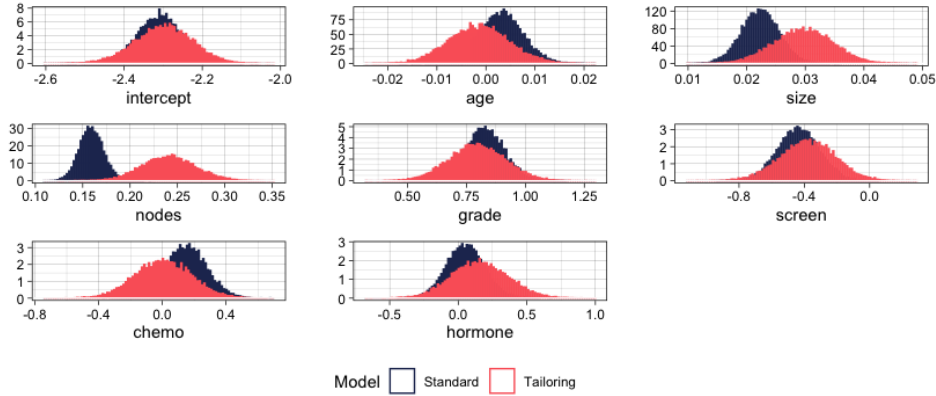 8
6
4
2
0
-2.6 -2.4 -2.2 -2.0
intercept
75
50
25
0
-0.02 -0.01 0.00 0.01 0.02
age
120
80
40
0
0.01 0.02 0.03 0.04 0.05
size
30
20
10
0
0.10 0.15 0.20 0.25 0.30 0.35
nodes
5
4
3
2
1
0
0.50 0.75 1.00 1.25
grade
3
2
1
0
-0.8 -0.4 0.0
screen
3
2
1
0
-0.8 -0.4 0.0 0.4
chemo
3
2
1
0
-0.5 0.0 0.5 1.0
hormone
Model Standard Tailoring